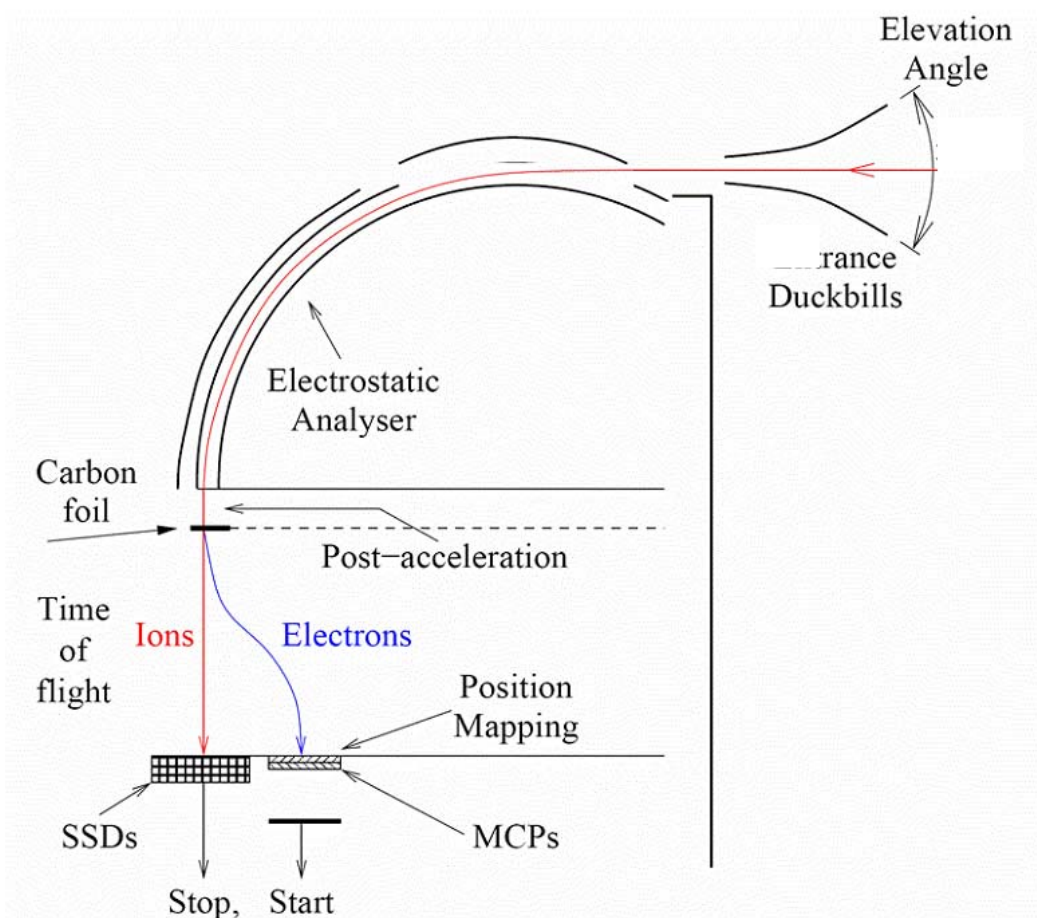 Elevation
Angle
Duckbills
Electrostatic
Analyser
Carbon
foil
Post−acceleration
Time
of
flight
Ions
Electrons
Position
Mapping
SSDs
MCPs
Stop, Start